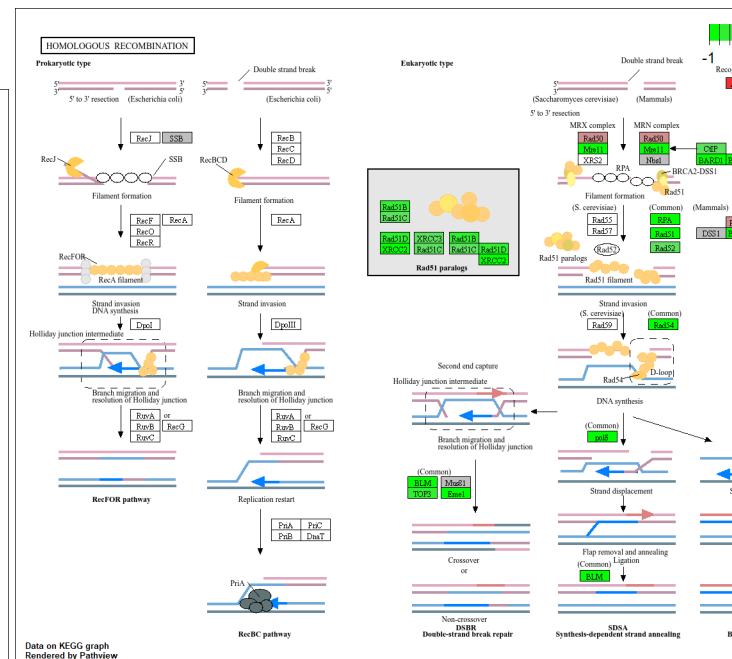 HOMOLOGOUS RECOMBINATION
-1
Prokaryotic type
Eukaryotic type
Double strand break
Double strand break
5' 3'
3' 5'
5' 3'
3' 5'
5' to 3' resection (Escherichia coli)
(Escherichia coli)
(Saccharomyces cerevisiae) (Mammals)
5' to 3' resection
RecJ SSB
RecB
RecC
RecD
MRX complex
MRN complex
Rad50
Mre11
XRS2
Rad50
Mre11
Nbs1
CtIP
BARD1
RecJ
SSB
RecBCD
RPA
BRCA2-DSS1
Rad51
Filament formation
Filament formation
Filament formation
RecF RecA
RecO
RecR
RecA
Rad51B
Rad51C
Rad51D XRCC3 Rad51B
XRCC2 Rad51C Rad51C Rad51D
XRCC2
Rad51 paralogs
(S. cerevisiae) (Common) (Mammals)
Rad55
Rad57
Rad52
RPA
Rad51
Rad52
DSS1
Rad51 paralogs
Rad51 filament
RecFOR
RecA filament
Strand invasion
DNA synthesis
Strand invasion
Strand invasion
DpoI
DpoIII
(S. cerevisiae) (Common)
Rad59
Rad54
Holliday junction intermediate
D-loop
Rad54
Branch migration and
resolution of Holliday junction
Branch migration and
resolution of Holliday junction
DNA synthesis
Second end capture
Holliday junction intermediate
Branch migration and
resolution of Holliday junction
RuvA or
RuvB RecG
RuvC
RuvA or
RuvB RecG
RuvC
(Common)
polδ
(Common)
BLM Mus81
TOP3 Eme1
RecFOR pathway
Replication restart
Strand displacement
PriA PriC
PriB DnaT
Crossover
or
Flap removal and annealing
Ligation
(Common)
BLM
PriA
RecBC pathway
Non-crossover
DSBR
Double-strand break repair
SDSA
Synthesis-dependent strand annealing
Data on KEGG graph
Rendered by Pathview